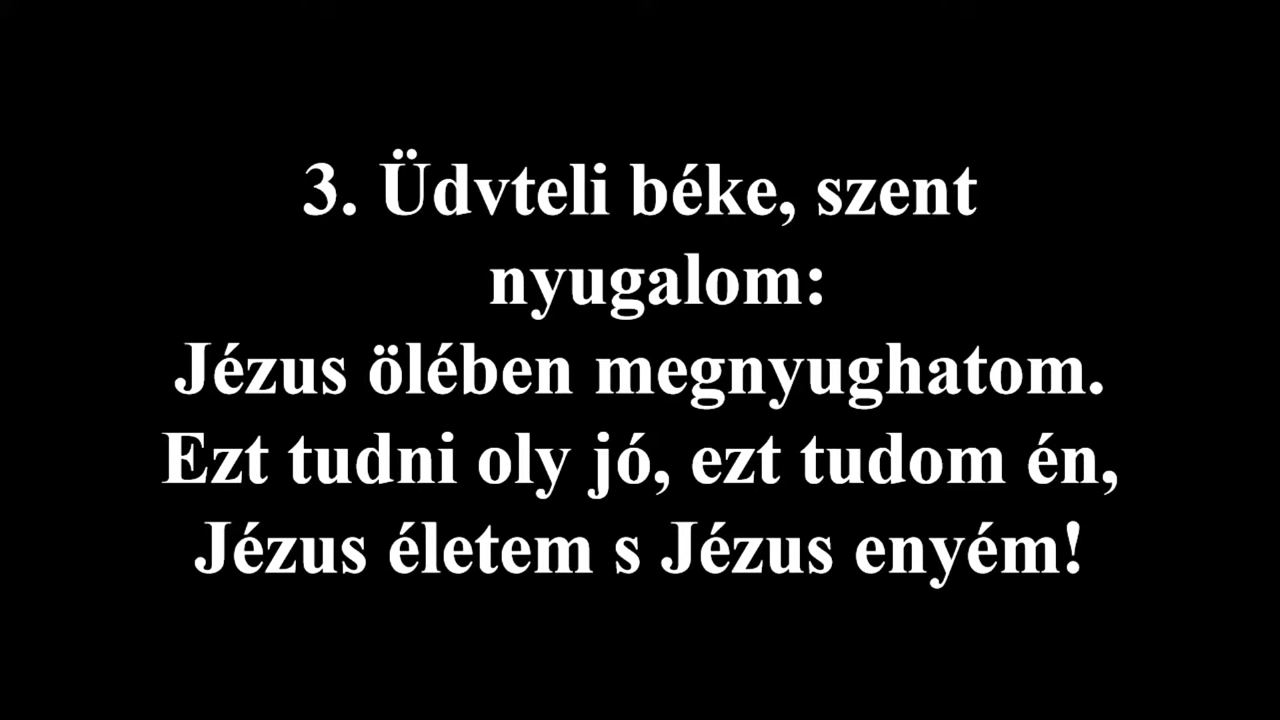 3. Üdvteli béke, szent
nyugalom:
Jézus ölében megnyughatom.
Ezt tudni oly jó, ezt tudom én,
Jézus életem s Jézus enyém!